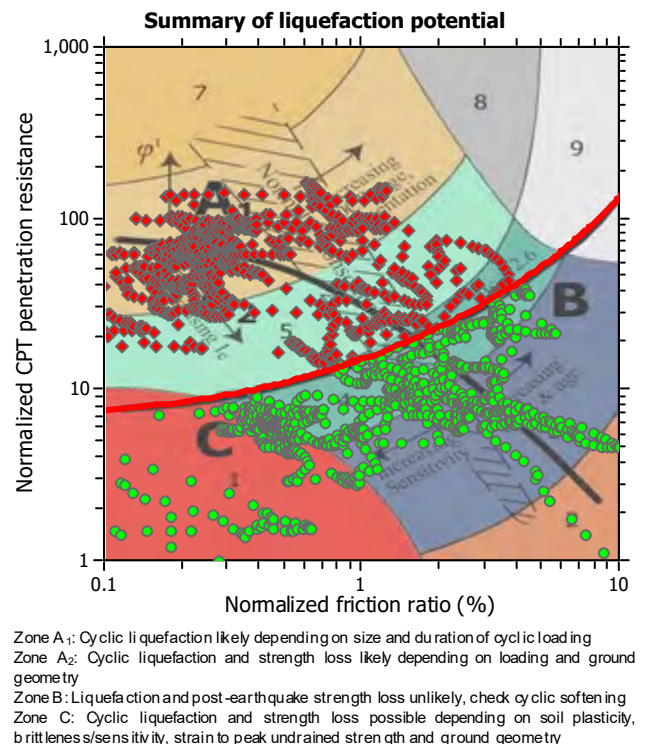 Summary of liquefaction potential
Normalized CPT penetration resistance
1,000
100
10
1
7
8
9
φ'
A1
2
5
B
C
1
2
Increasing
Sensitivity
0.1
1
10
Normalized friction ratio (%)
Zone A1: Cyclic liquefaction likely depending on size and duration of cyclic loading
Zone A2: Cyclic liquefaction and strength loss likely depending on loading and ground
geometry
Zone B: Liquefaction and post-earthquake strength loss unlikely, check cyclic softening
Zone C: Cyclic liquefaction and strength loss possible depending on soil plasticity,
brittleness/sensitivity, strain to peak undrained strength and ground geometry